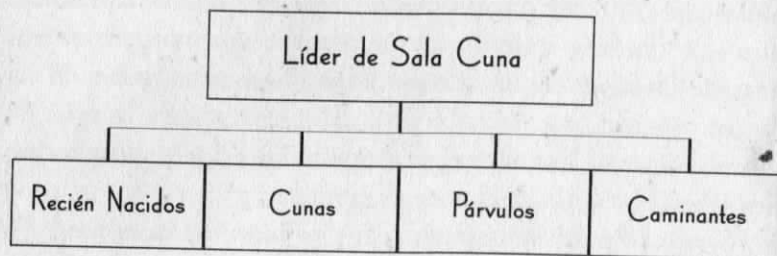 Líder de Sala Cuna
Recién Nacidos
Cunas
Párvulos
Caminantes